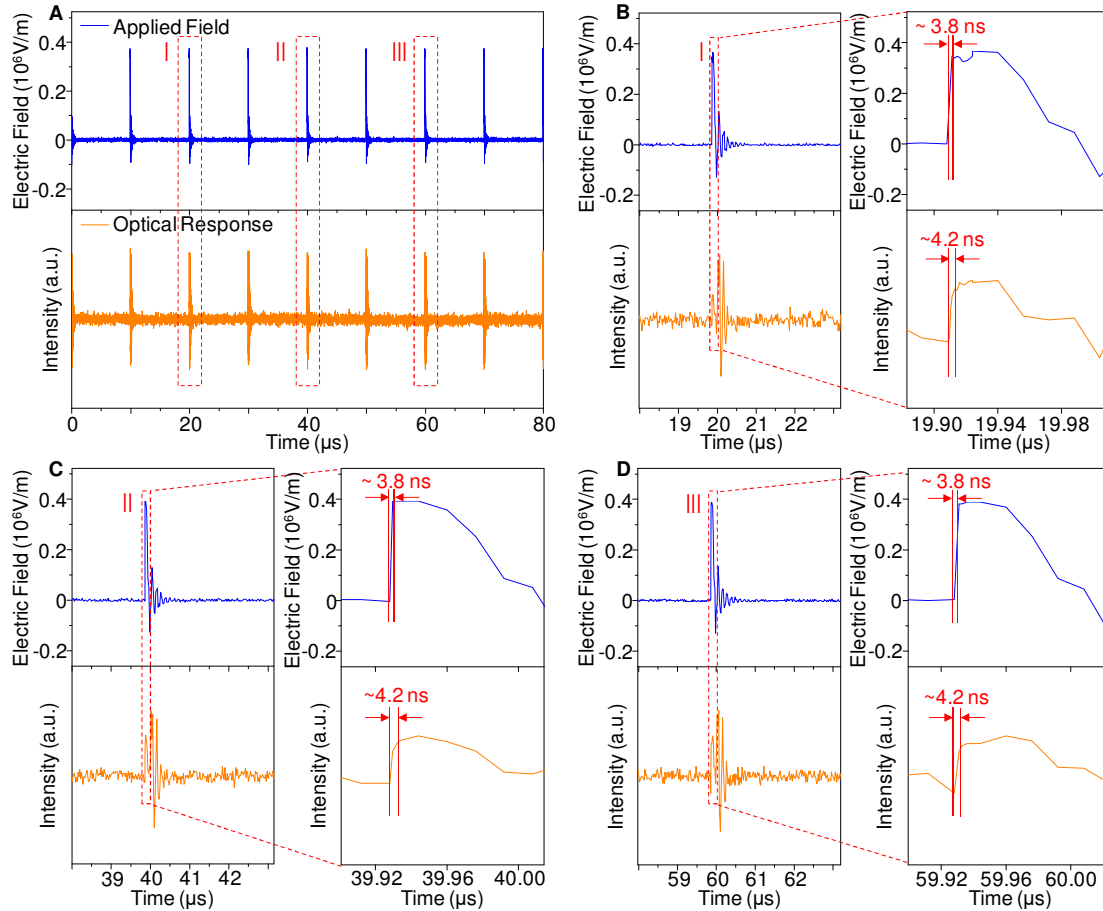 A
Applied Field
I
II
III
0.4
0.2
0
-0.2
Electric Field (10⁶V/m)
Optical Response
Intensity (a.u.)
0 20 40 60 80
Time (μs)
B
I
0.4
0.2
0
-0.2
Electric Field (10⁶V/m)
Intensity (a.u.)
18 19 20 21 22
Time (μs)
~ 3.8 ns
0.4
0.2
0
-0.2
Electric Field (10⁶V/m)
~4.2 ns
Intensity (a.u.)
19.90 19.94 19.98
Time (μs)
C
II
0.4
0.2
0
-0.2
Electric Field (10⁶V/m)
Intensity (a.u.)
39 40 41 42
Time (μs)
~ 3.8 ns
0.4
0.2
0
-0.2
Electric Field (10⁶V/m)
~4.2 ns
Intensity (a.u.)
39.92 39.96 40.00
Time (μs)
D
III
0.4
0.2
0
-0.2
Electric Field (10⁶V/m)
Intensity (a.u.)
59 60 61 62
Time (μs)
~3.8 ns
0.4
0.2
0
-0.2
Electric Field (10⁶V/m)
~4.2 ns
Intensity (a.u.)
59.92 59.96 60.00
Time (μs)